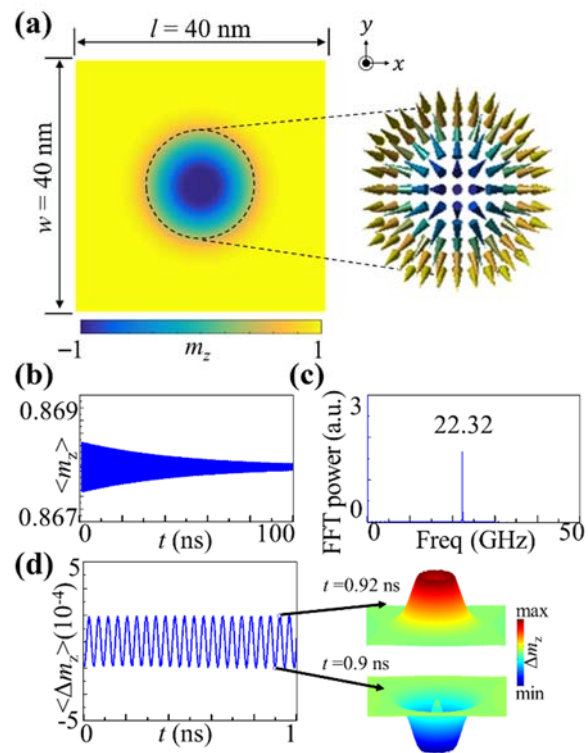 (a)
l = 40 nm
w = 40 nm
y
x
−1
m_z
1
(b)
0.869
<m_z>
0.867
0
t (ns)
100
(c)
3
FFT power (a.u.)
0
22.32
0
Freq (GHz)
50
(d)
5
<Δm_z>(10⁻⁴)
-5
0
t (ns)
1
t =0.92 ns
t =0.9 ns
max
Δm_z
min